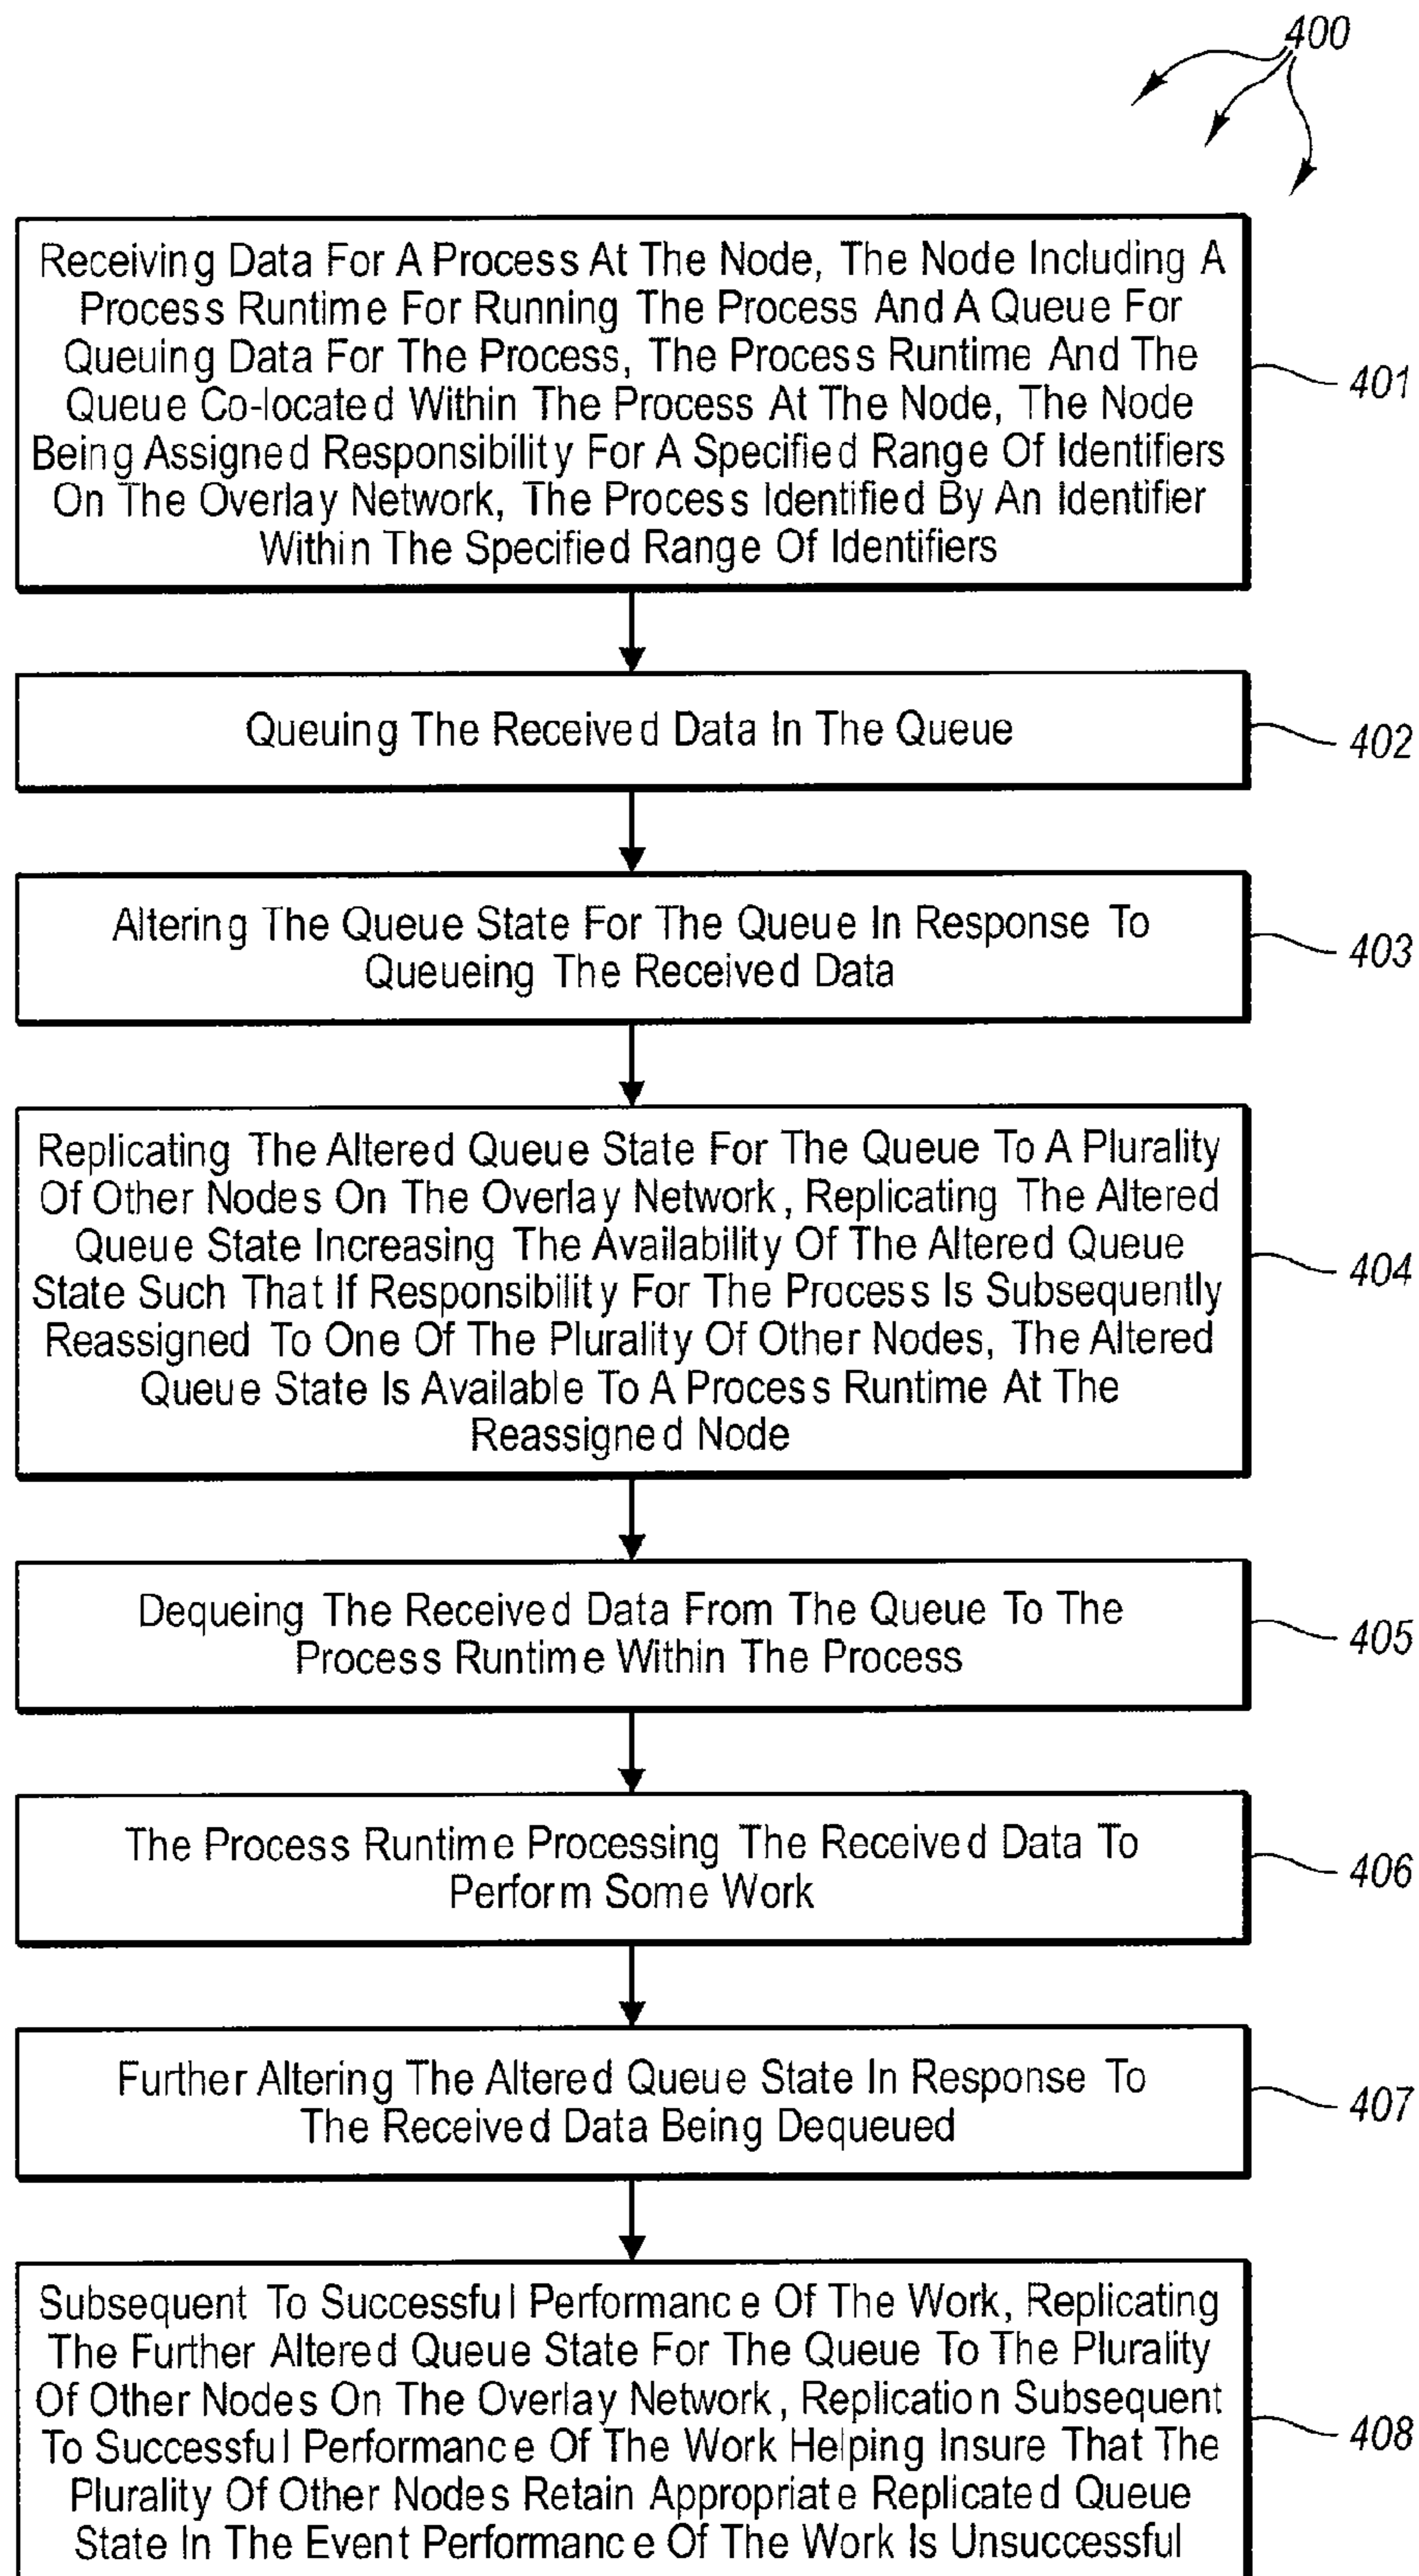 400
Receiving Data For A Process At The Node, The Node Including A
Process Runtime For Running The Process And A Queue For
Queuing Data For The Process, The Process Runtime And The
Queue Co-located Within The Process At The Node, The Node
Being Assigned Responsibility For A Specified Range Of Identifiers
On The Overlay Network, The Process Identified By An Identifier
Within The Specified Range Of Identifiers
401
Queuing The Received Data In The Queue
402
Altering The Queue State For The Queue In Response To
Queueing The Received Data
403
Replicating The Altered Queue State For The Queue To A Plurality
Of Other Nodes On The Overlay Network, Replicating The Altered
Queue State Increasing The Availability Of The Altered Queue
State Such That If Responsibility For The Process Is Subsequently
Reassigned To One Of The Plurality Of Other Nodes, The Altered
Queue State Is Available To A Process Runtime At The
Reassigned Node
404
Dequeing The Received Data From The Queue To The
Process Runtime Within The Process
405
The Process Runtime Processing The Received Data To
Perform Some Work
406
Further Altering The Altered Queue State In Response To
The Received Data Being Dequeued
407
Subsequent To Successful Performance Of The Work, Replicating
The Further Altered Queue State For The Queue To The Plurality
Of Other Nodes On The Overlay Network, Replication Subsequent
To Successful Performance Of The Work Helping Insure That The
Plurality Of Other Nodes Retain Appropriate Replicated Queue
State In The Event Performance Of The Work Is Unsuccessful
408